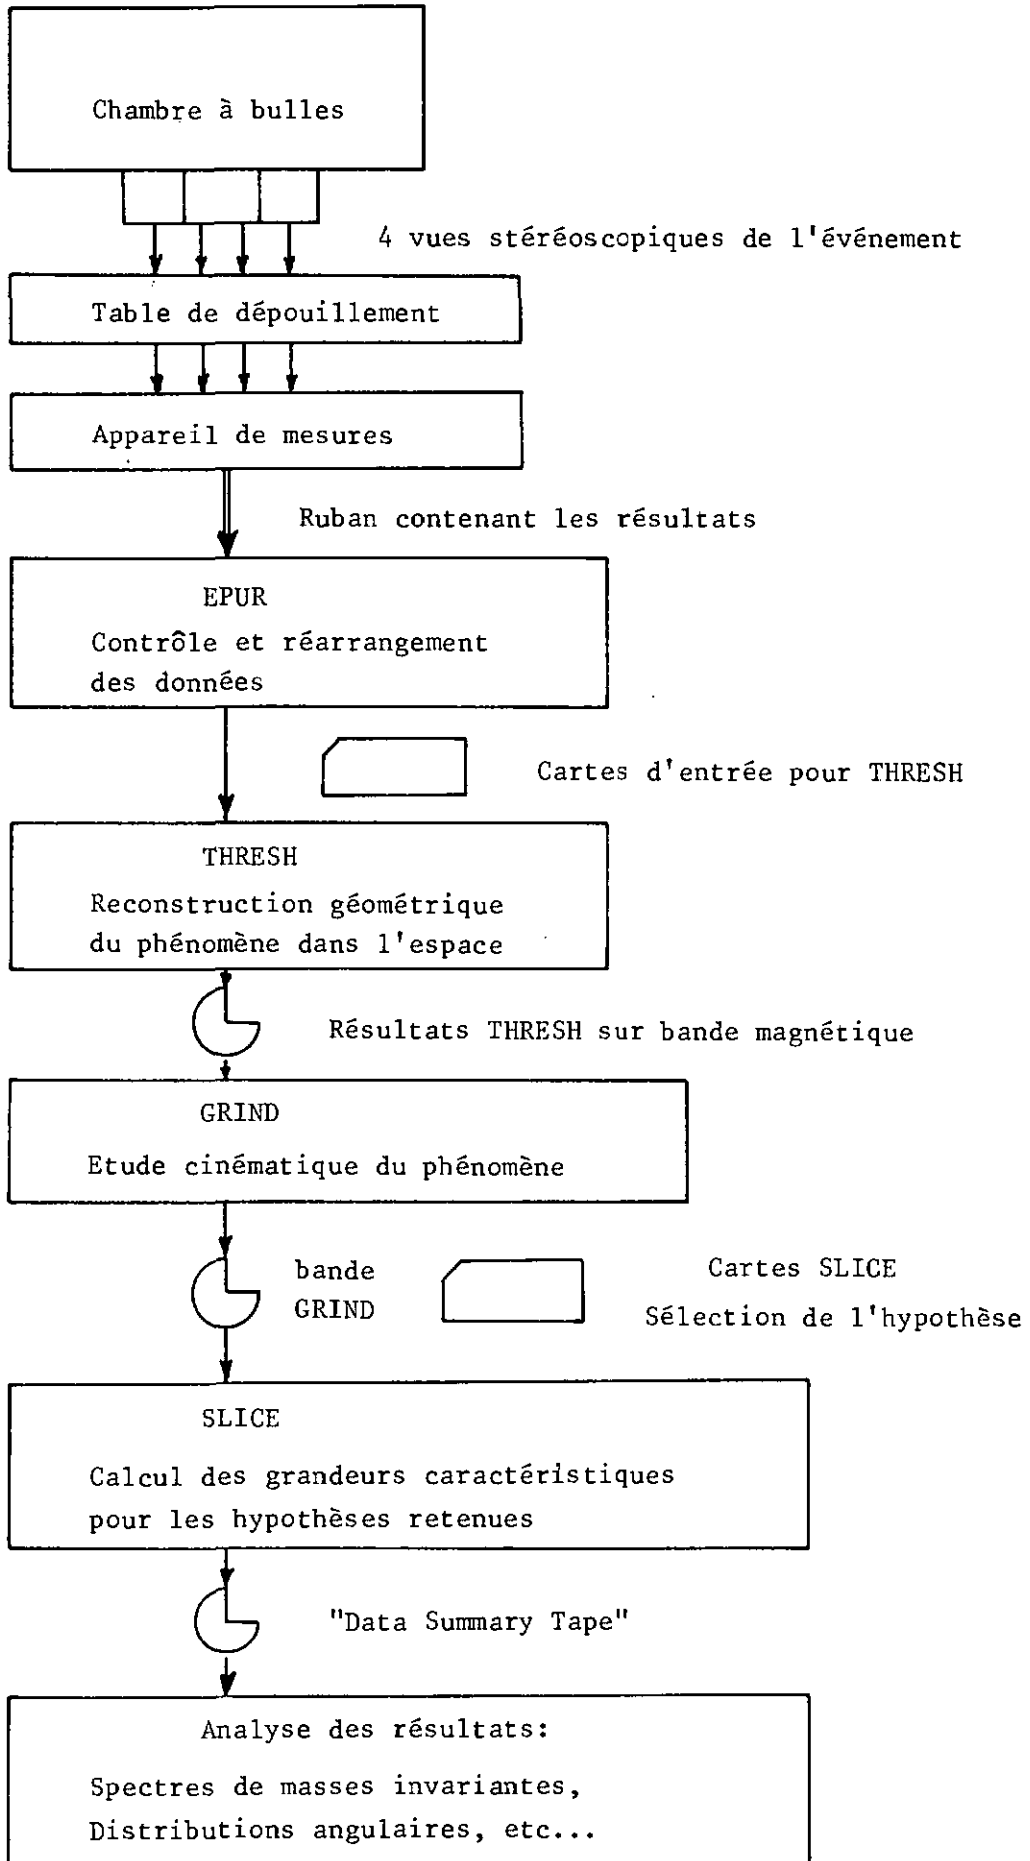 Chambre à bulles
4 vues stéréoscopiques de l'événement
Table de dépouillement
Appareil de mesures
Ruban contenant les résultats
EPUR
Contrôle et réarrangement
des données
Cartes d'entrée pour THRESH
THRESH
Reconstruction géométrique
du phénomène dans l'espace
Résultats THRESH sur bande magnétique
GRIND
Etude cinématique du phénomène
bande
GRIND
Cartes SLICE
Sélection de l'hypothèse
SLICE
Calcul des grandeurs caractéristiques
pour les hypothèses retenues
"Data Summary Tape"
Analyse des résultats:
Spectres de masses invariantes,
Distributions angulaires, etc...